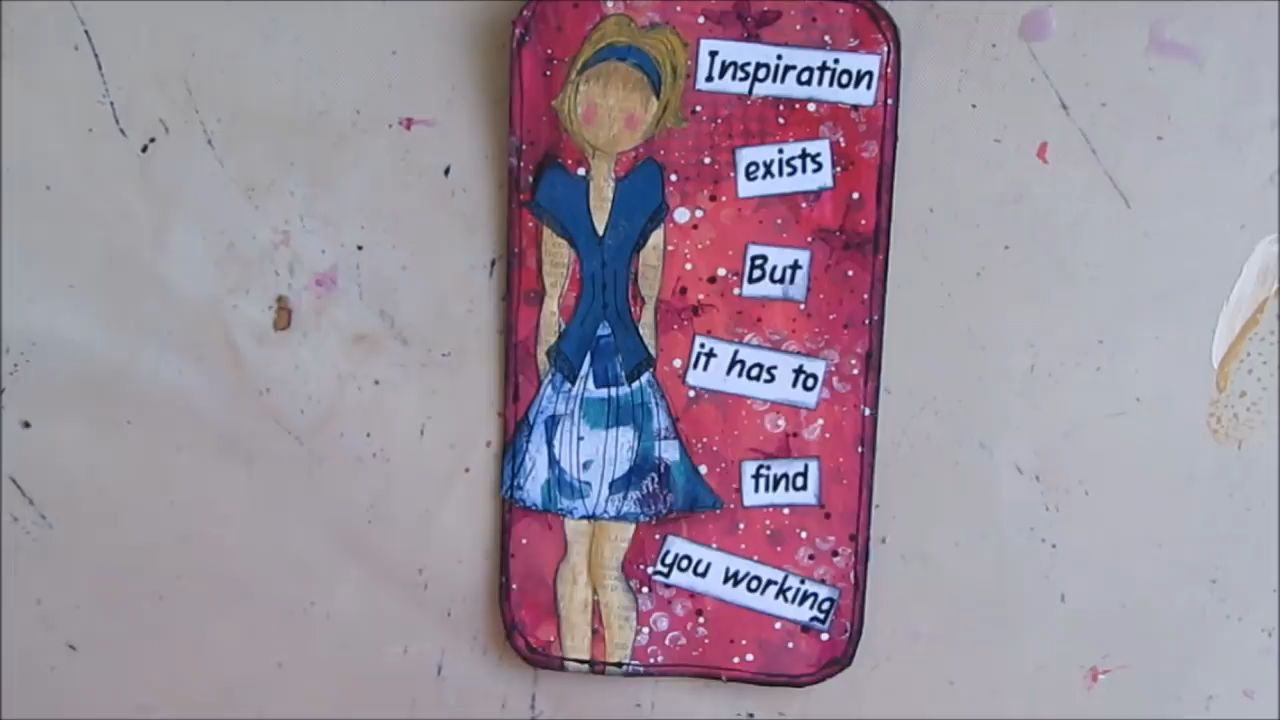 Inspiration
exists
But
it has to
find
you working